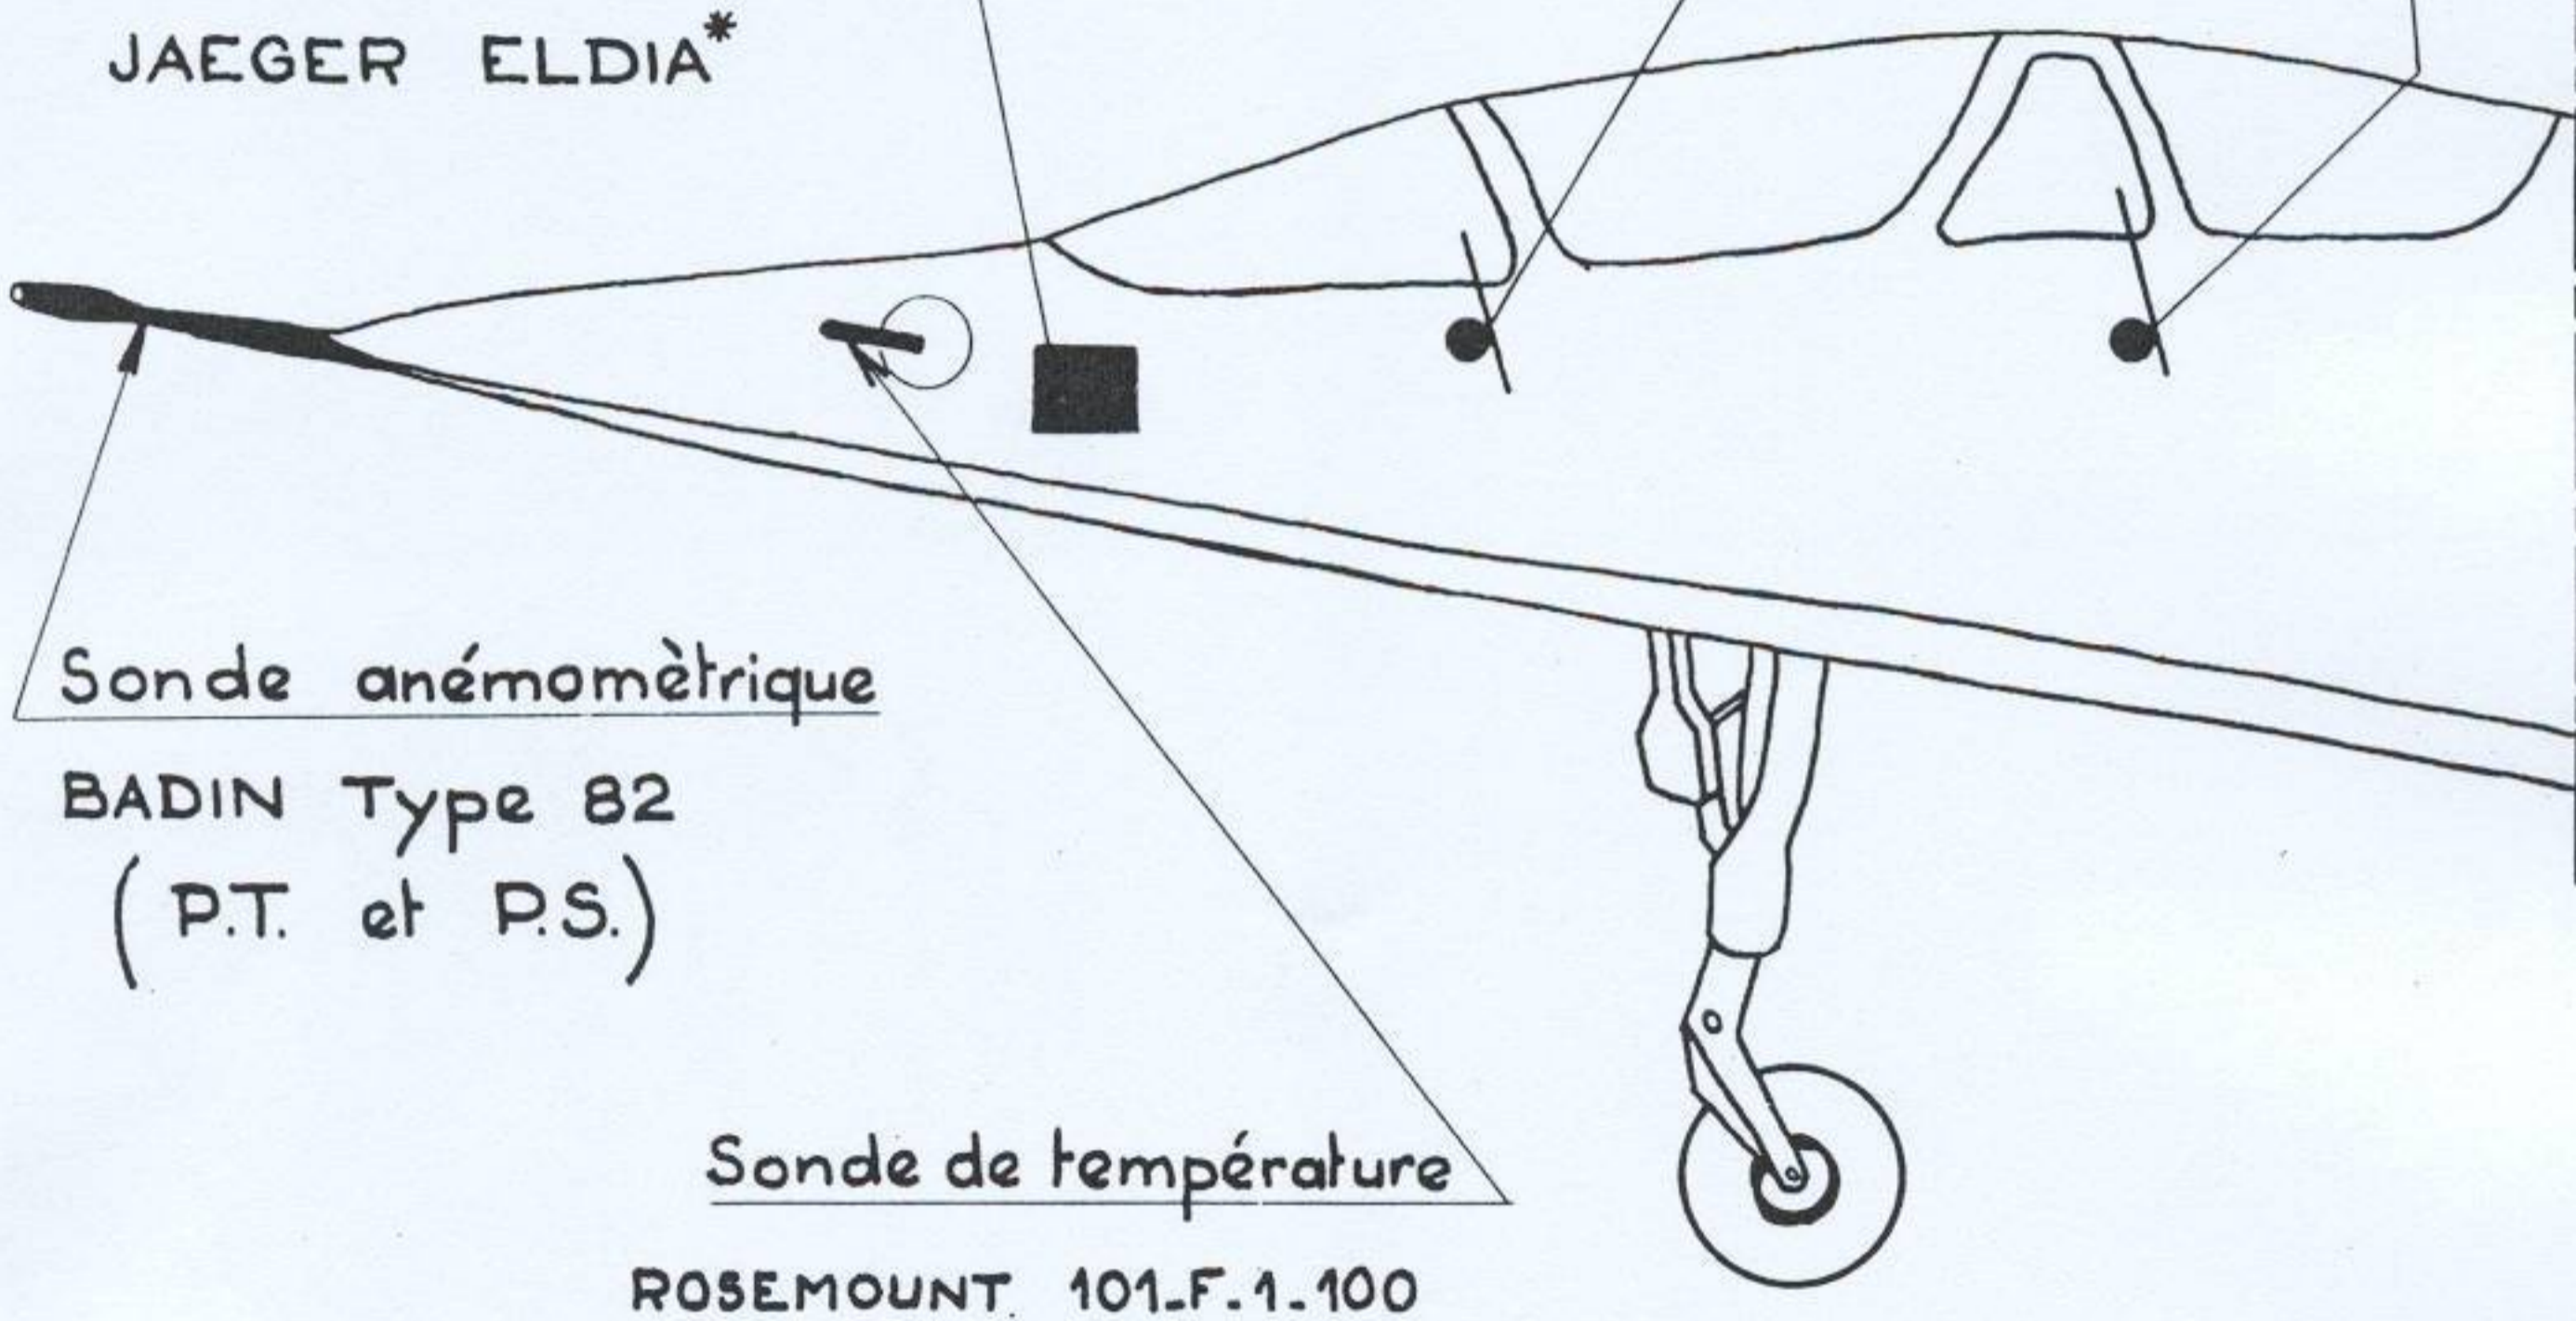 JAEGER ELDIA*
Sonde anémomètrique
BADIN Type 82
(P.T. et P.S.)
Sonde de température
ROSEMOUNT 101-F-1-100